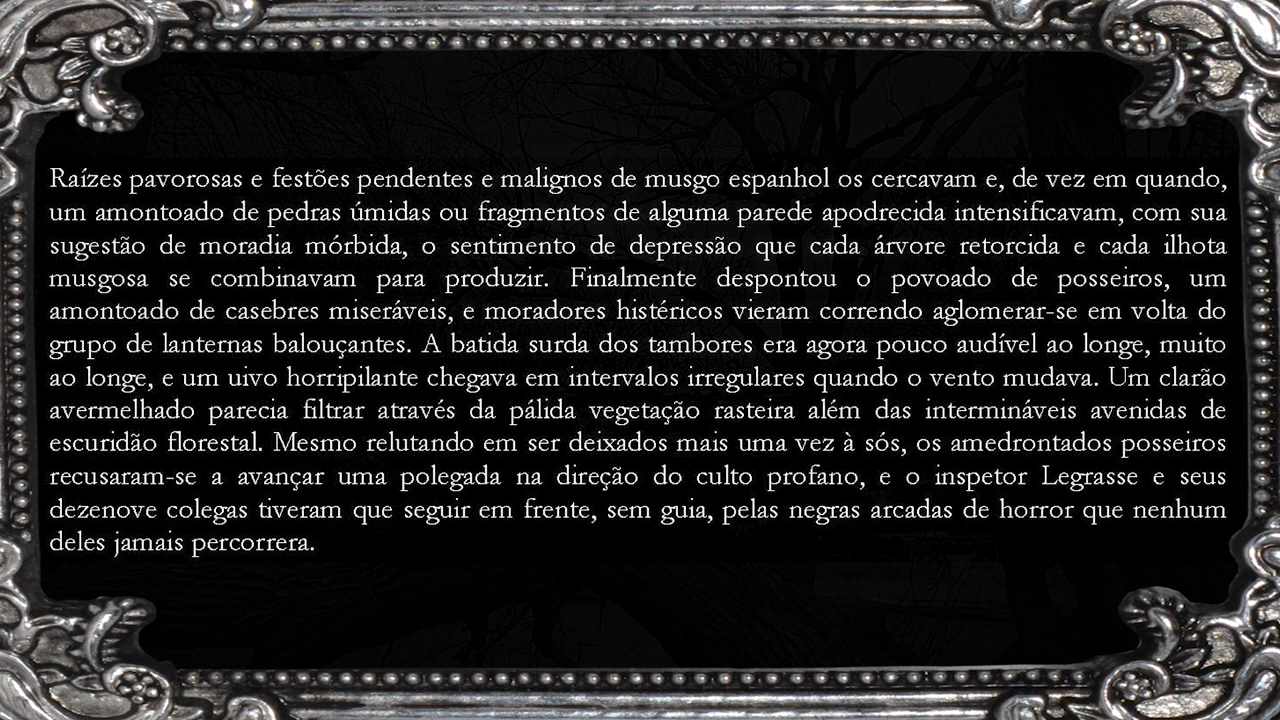 Raízes pavorosas e festões pendentes e malignos de musgo espanhol os cercavam e, de vez em quando,
um amontoado de pedras úmidas ou fragmentos de alguma parede apodrecida intensificavam, com sua
sugestão de moradia mórbida, o sentimento de depressão que cada árvore retorcida e cada ilhota
musgosa se combinavam para produzir. Finalmente despontou o povoado de posseiros, um
amontoado de casebres miseráveis, e moradores histéricos vieram correndo aglomerar-se em volta do
grupo de lanternas balouçantes. A batida surda dos tambores era agora pouco audível ao longe, muito
ao longe, e um uivo horripilante chegava em intervalos irregulares quando o vento mudava. Um clarão
avermelhado parecia filtrar através da pálida vegetação rasteira além das intermináveis avenidas de
escuridão florestal. Mesmo relutando em ser deixados mais uma vez à sós, os amedrontados posseiros
recusaram-se a avançar uma polegada na direção do culto profano, e o inspetor Legrasse e seus
dezenove colegas tiveram que seguir em frente, sem guia, pelas negras arcadas de horror que nenhum
deles jamais percorrera.